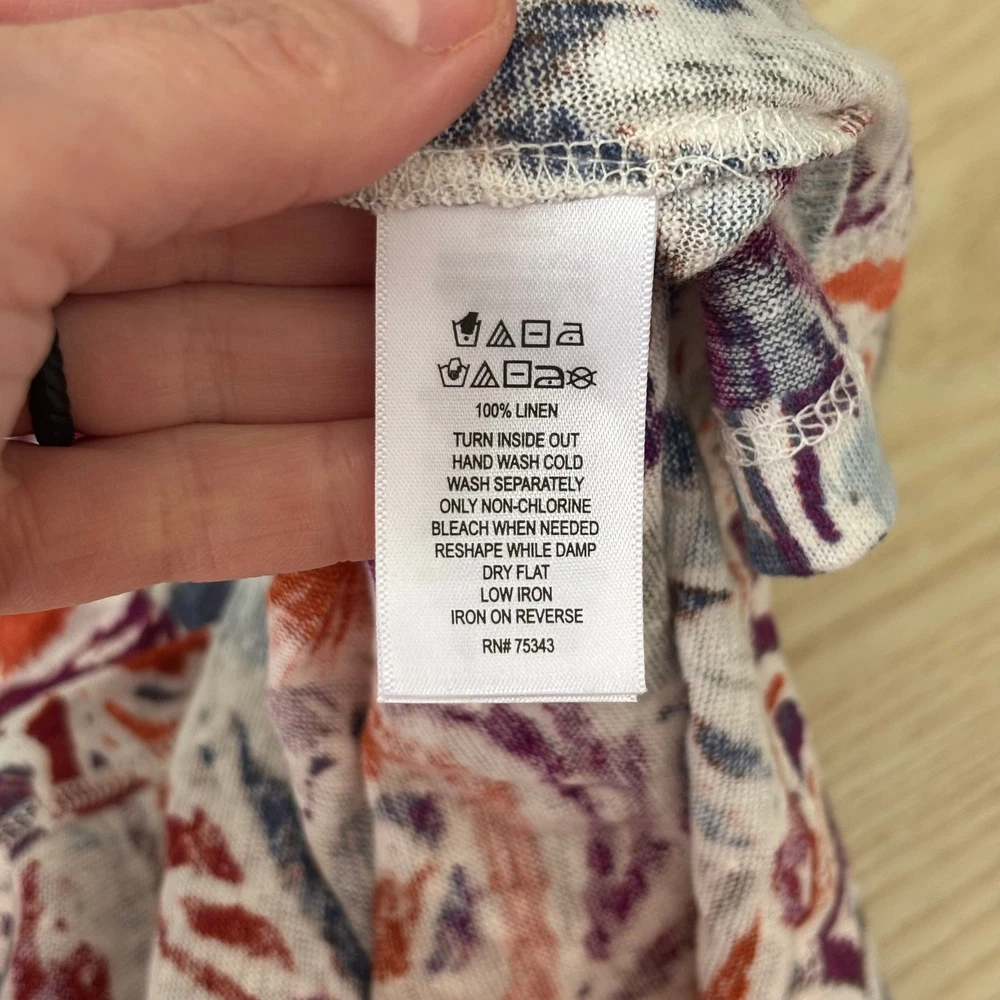 100% LINEN
TURN INSIDE OUT
HAND WASH COLD
WASH SEPARATELY
ONLY NON-CHLORINE
BLEACH WHEN NEEDED
RESHAPE WHILE DAMP
DRY FLAT
LOW IRON
IRON ON REVERSE
RN# 75343